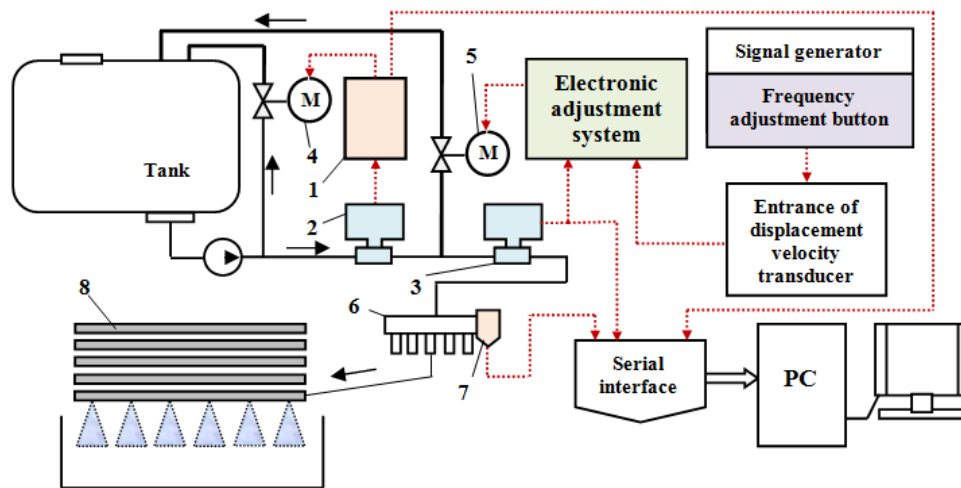 5
Signal generator
Electronic
adjustment
system
Frequency
adjustment button
M
M
4
Tank
1
2
Entrance of
displacement
velocity
transducer
3
8
6
7
Serial
interface
PC